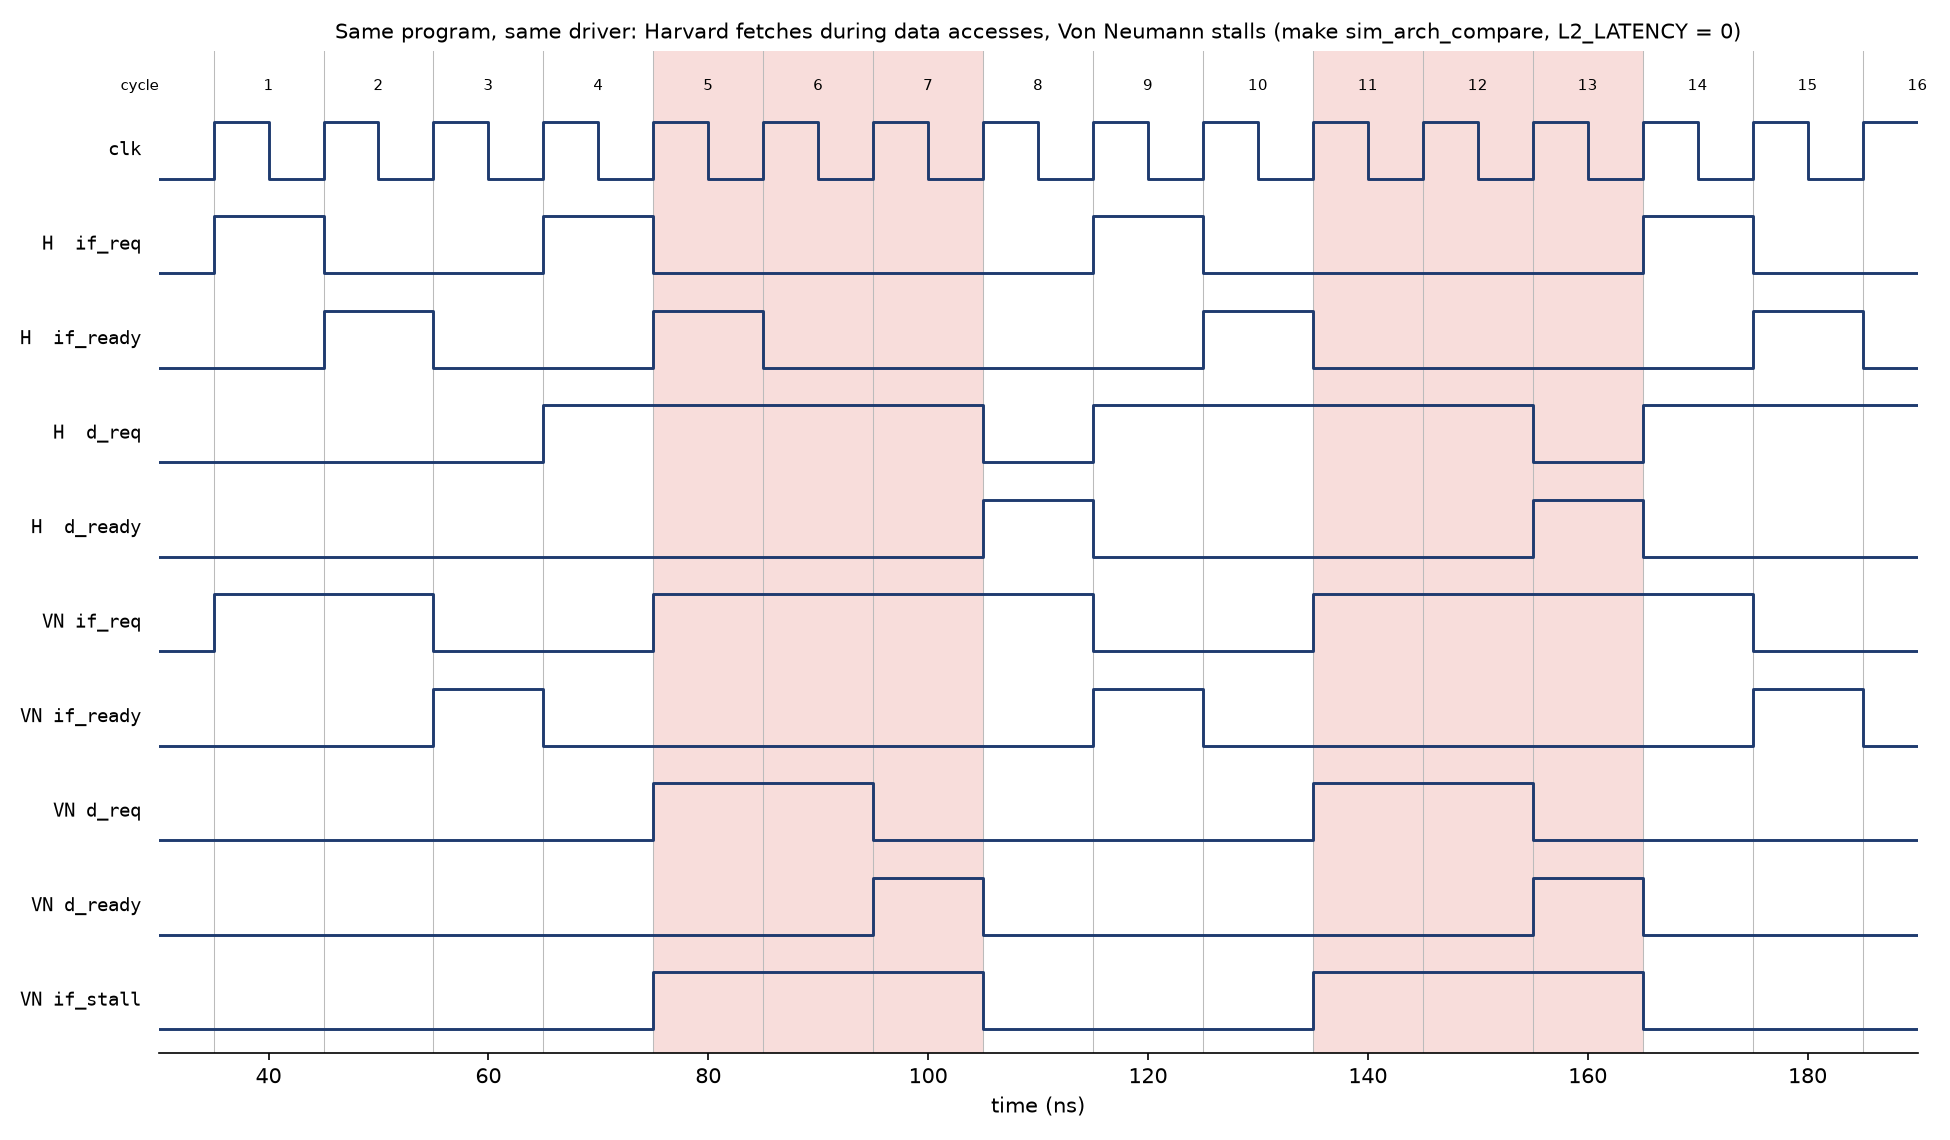 Same program, same driver: Harvard fetches during data accesses, Von Neumann stalls (make sim_arch_compare, L2_LATENCY = 0)
cycle 1 2 3 4 5 6 7 8 9 10 11 12 13 14 15 16
clk
H if_req
H if_ready
H d_req
H d_ready
VN if_req
VN if_ready
VN d_req
VN d_ready
VN if_stall
40 60 80 100 120 140 160 180
time (ns)